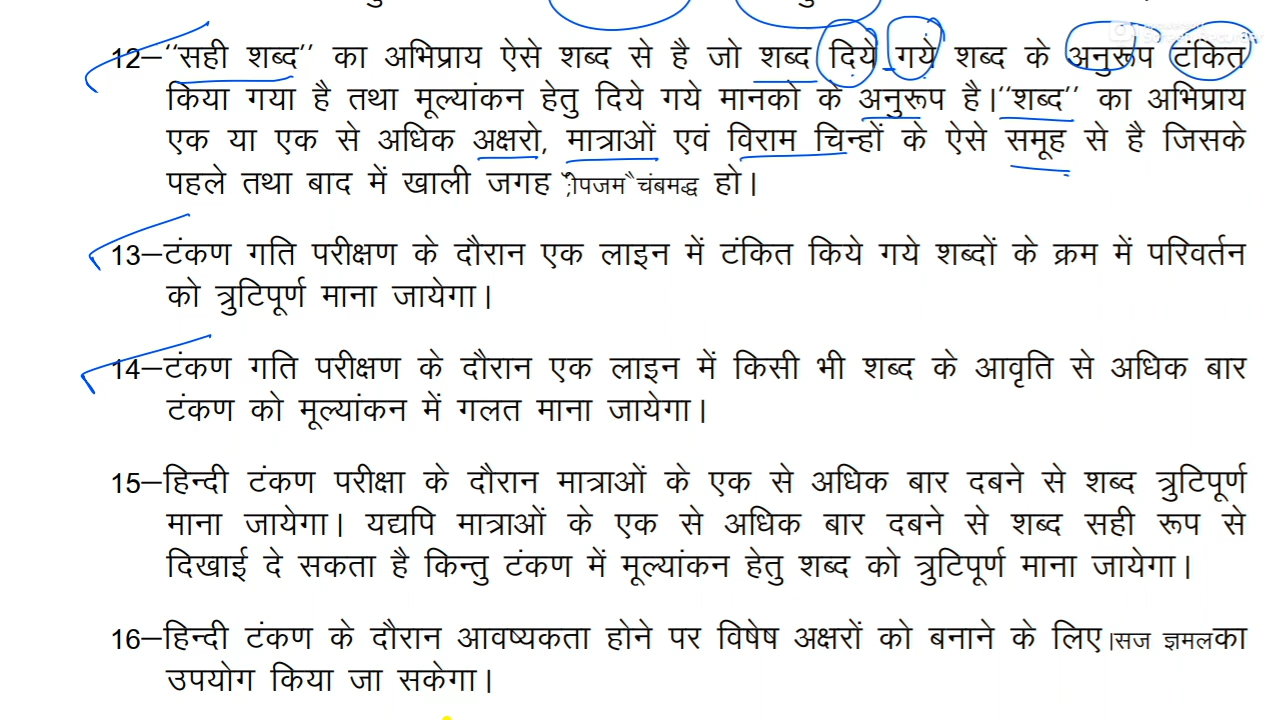 12–"सही शब्द" का अभिप्राय ऐसे शब्द से है जो शब्द दिये गये शब्द के अनुरूप टंकित
किया गया है तथा मूल्यांकन हेतु दिये गये मानको के अनुरूप है। "शब्द" का अभिप्राय
एक या एक से अधिक अक्षरो, मात्राओं एवं विराम चिन्हों के ऐसे समूह से है जिसके
पहले तथा बाद में खाली जगह हो।
13–टंकण गति परीक्षण के दौरान एक लाइन में टंकित किये गये शब्दों के क्रम में परिवर्तन
को त्रुटिपूर्ण माना जायेगा।
14–टंकण गति परीक्षण के दौरान एक लाइन में किसी भी शब्द के आवृति से अधिक बार
टंकण को मूल्यांकन में गलत माना जायेगा।
15–हिन्दी टंकण परीक्षा के दौरान मात्राओं के एक से अधिक बार दबने से शब्द त्रुटिपूर्ण
माना जायेगा। यद्यपि मात्राओं के एक से अधिक बार दबने से शब्द सही रूप से
दिखाई दे सकता है किन्तु टंकण में मूल्यांकन हेतु शब्द को त्रुटिपूर्ण माना जायेगा।
16–हिन्दी टंकण के दौरान आवष्यकता होने पर विषेष अक्षरों को बनाने के लिए।सज ज्ञमलका
उपयोग किया जा सकेगा।